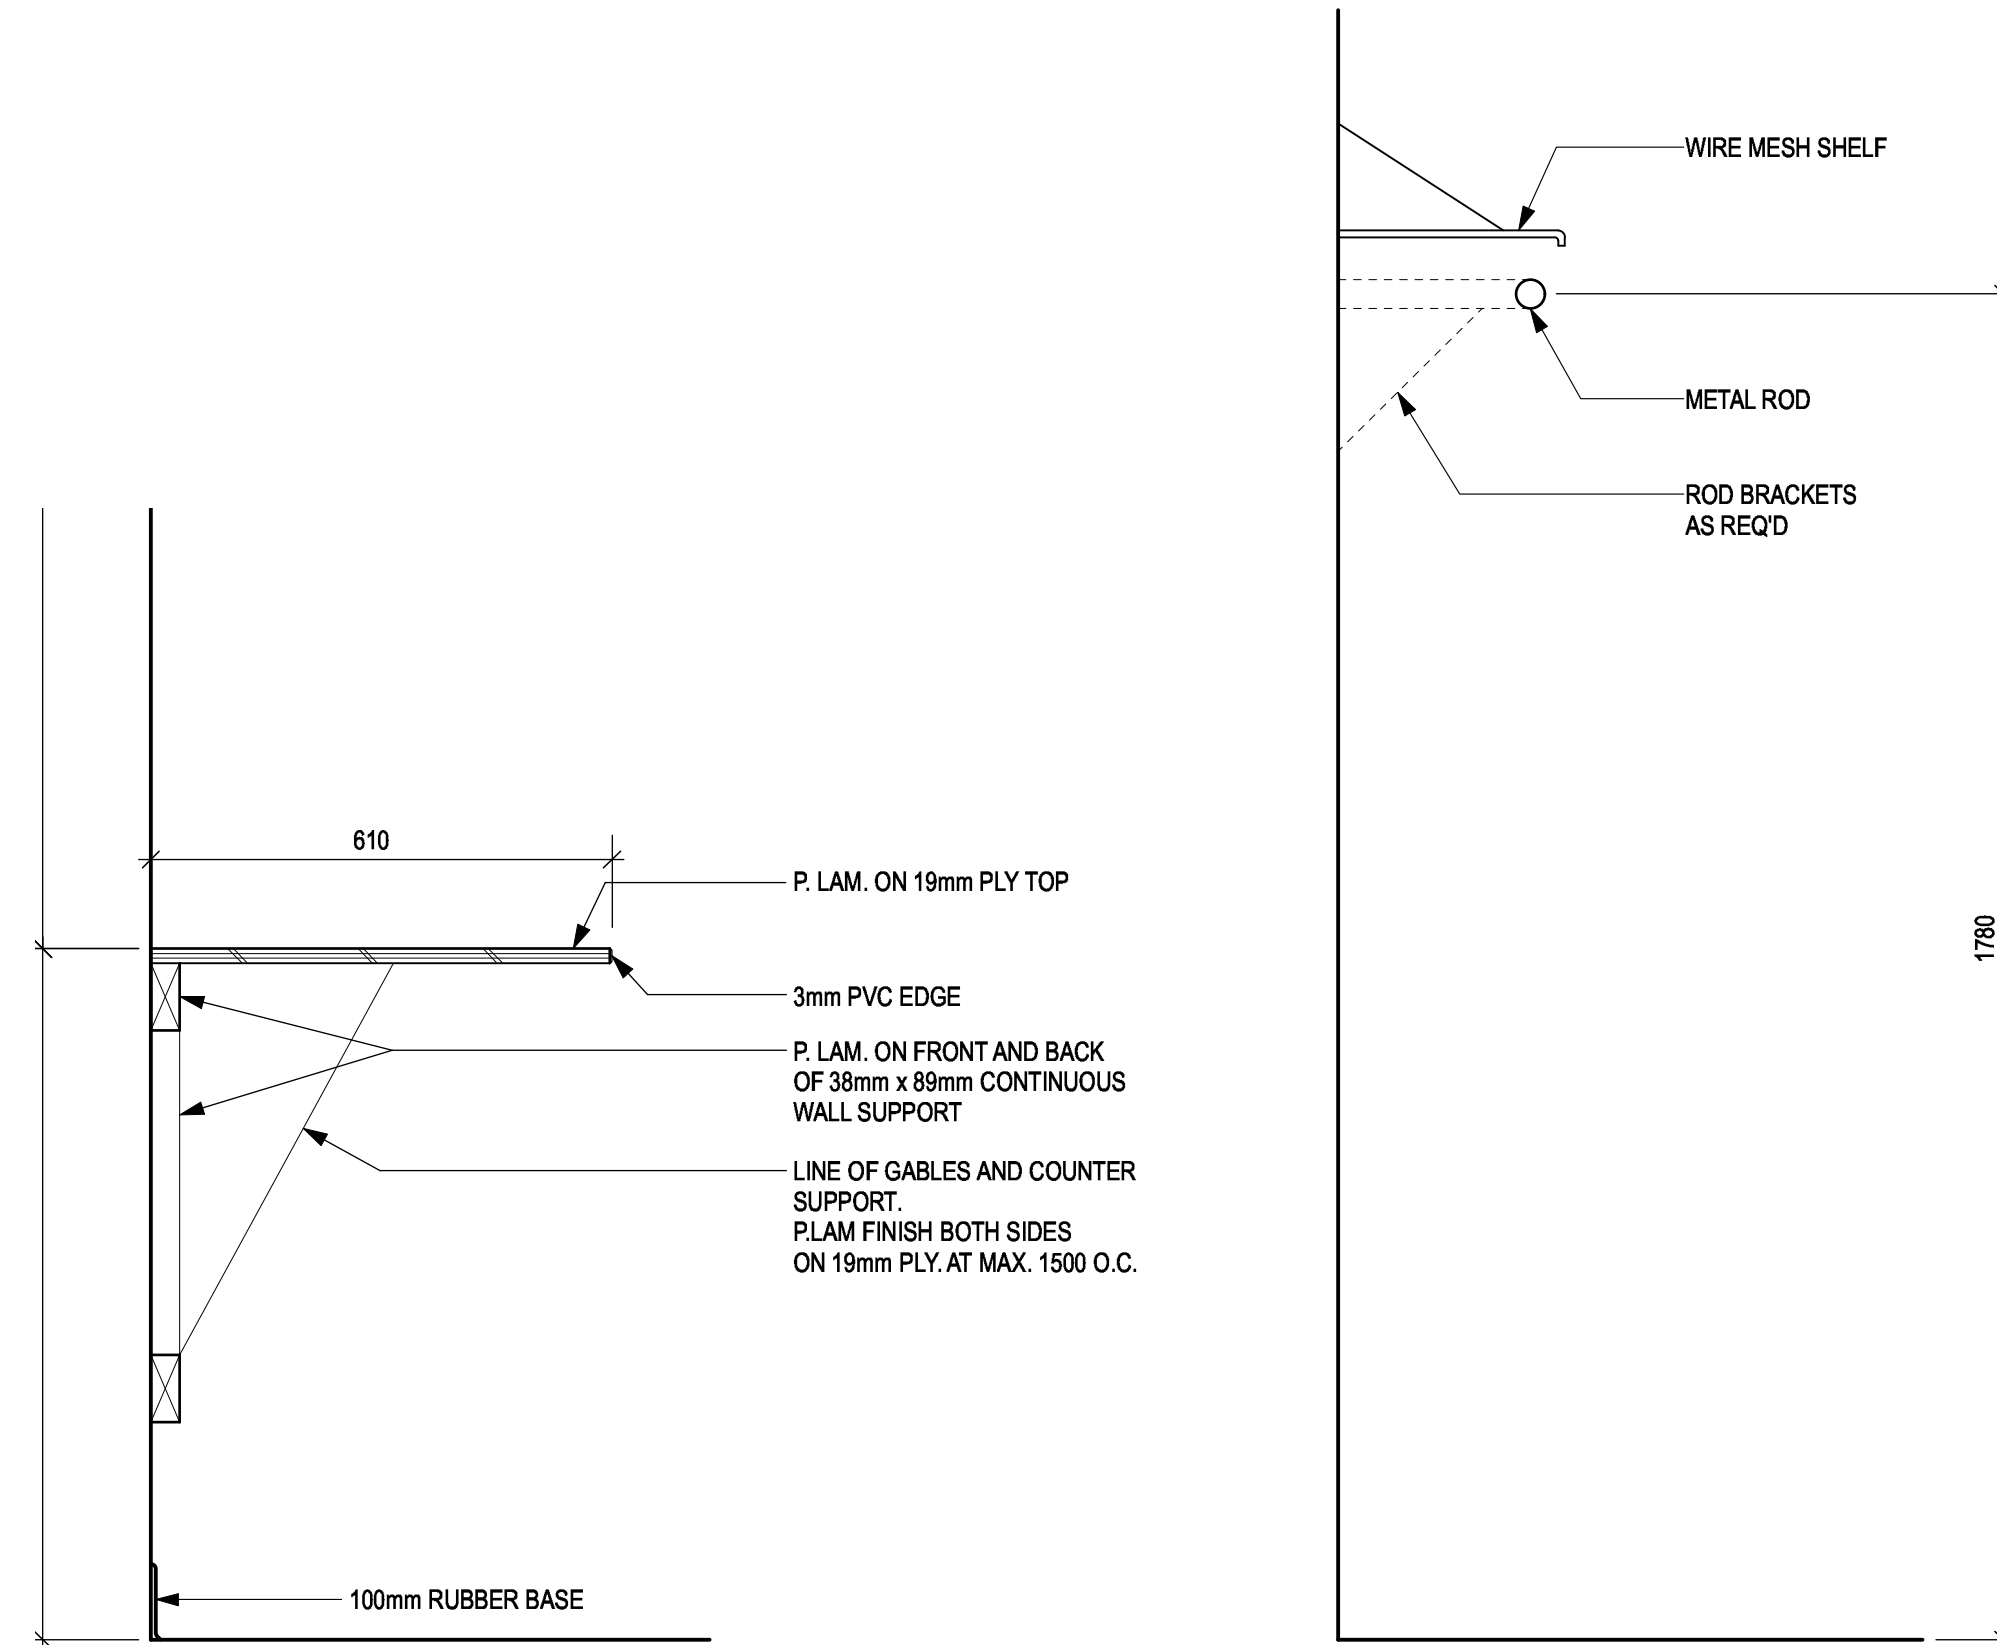 WIRE MESH SHELF
METAL ROD
ROD BRACKETS
AS REQ'D
610
P. LAM. ON 19mm PLY TOP
1780
3mm PVC EDGE
P. LAM. ON FRONT AND BACK
OF 38mm x 89mm CONTINUOUS
WALL SUPPORT
LINE OF GABLES AND COUNTER
SUPPORT.
P.LAM FINISH BOTH SIDES
ON 19mm PLY. AT MAX. 1500 O.C.
100mm RUBBER BASE